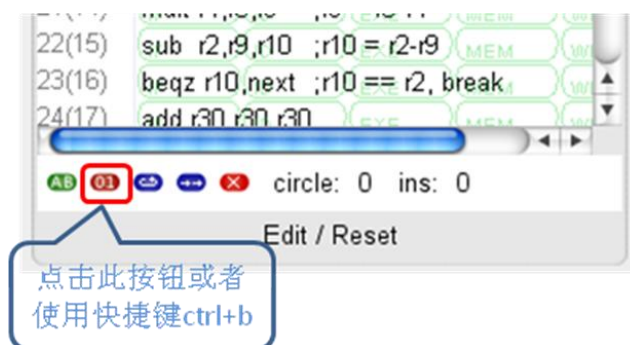 22(15) sub r2,r9,r10 ;r10 = r2-r9 MEM
23(16) beqz r10,next ;r10 == r2, break
24(17) add r30 r30 r30 EXE MEM
AB 01 circle: 0 ins: 0
Edit / Reset
点击此按钮或者
使用快捷键ctrl+b